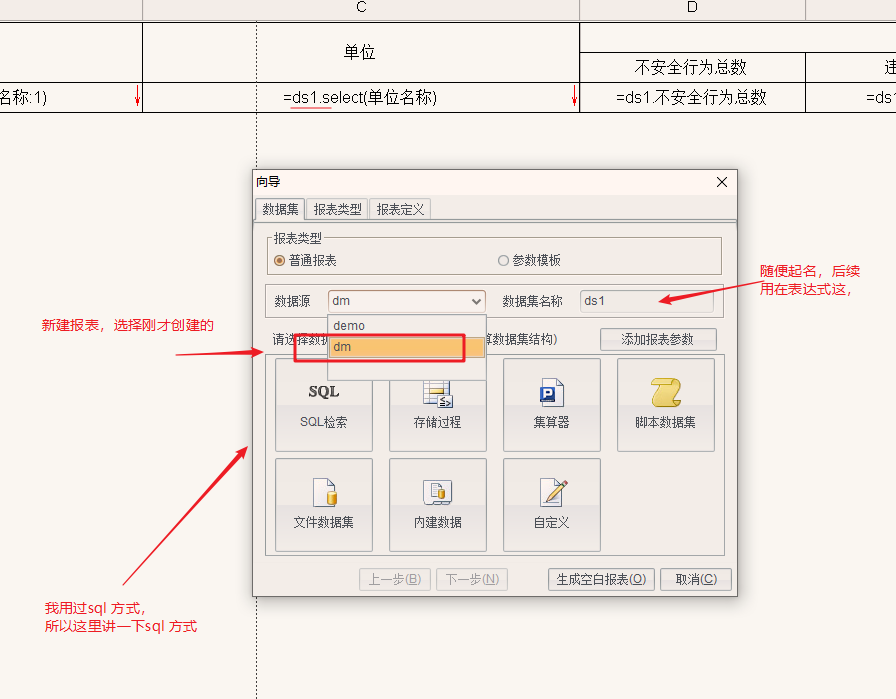 C
D
单位
不安全行为总数
违
名称:1)
=ds1.select(单位名称)
=ds1.不安全行为总数
=ds1
向导
数据集
报表类型
报表定义
报表类型
普通报表
参数模板
数据源
dm
数据集名称
ds1
随便起名，后续
用在表达式这，
demo
dm
新建报表，选择刚才创建的
请选择数据
算数据集结构)
添加报表参数
SQL
SQL检索
存储过程
集算器
脚本数据集
文件数据集
内建数据
自定义
上一步(B)
下一步(N)
生成空白报表(O)
取消(C)
我用过sql 方式，
所以这里讲一下sql 方式